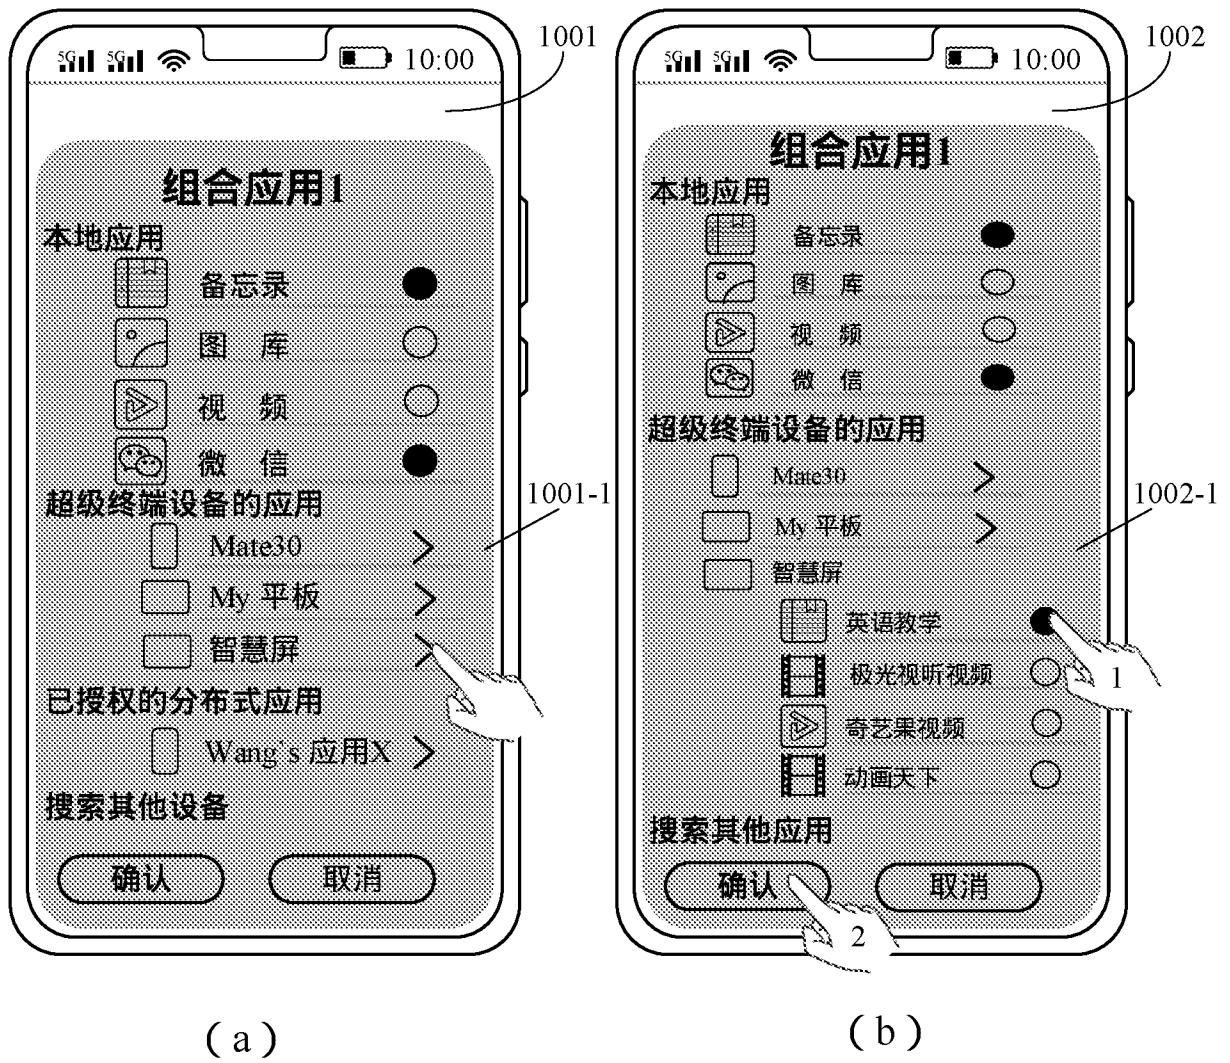 5G 5G 10:00
1001
组合应用1
本地应用
备忘录
图 库
视 频
微 信
超级终端设备的应用
1001-1
Mate30
My 平板
智慧屏
已授权的分布式应用
Wang's 应用X
搜索其他设备
确认 取消
(a)
5G 5G 10:00
1002
组合应用1
本地应用
备忘录
图 库
视 频
微 信
超级终端设备的应用
Mate30
1002-1
My 平板
智慧屏
英语教学
极光视听视频
1
奇艺果视频
动画天下
搜索其他应用
确认 取消
2
(b)